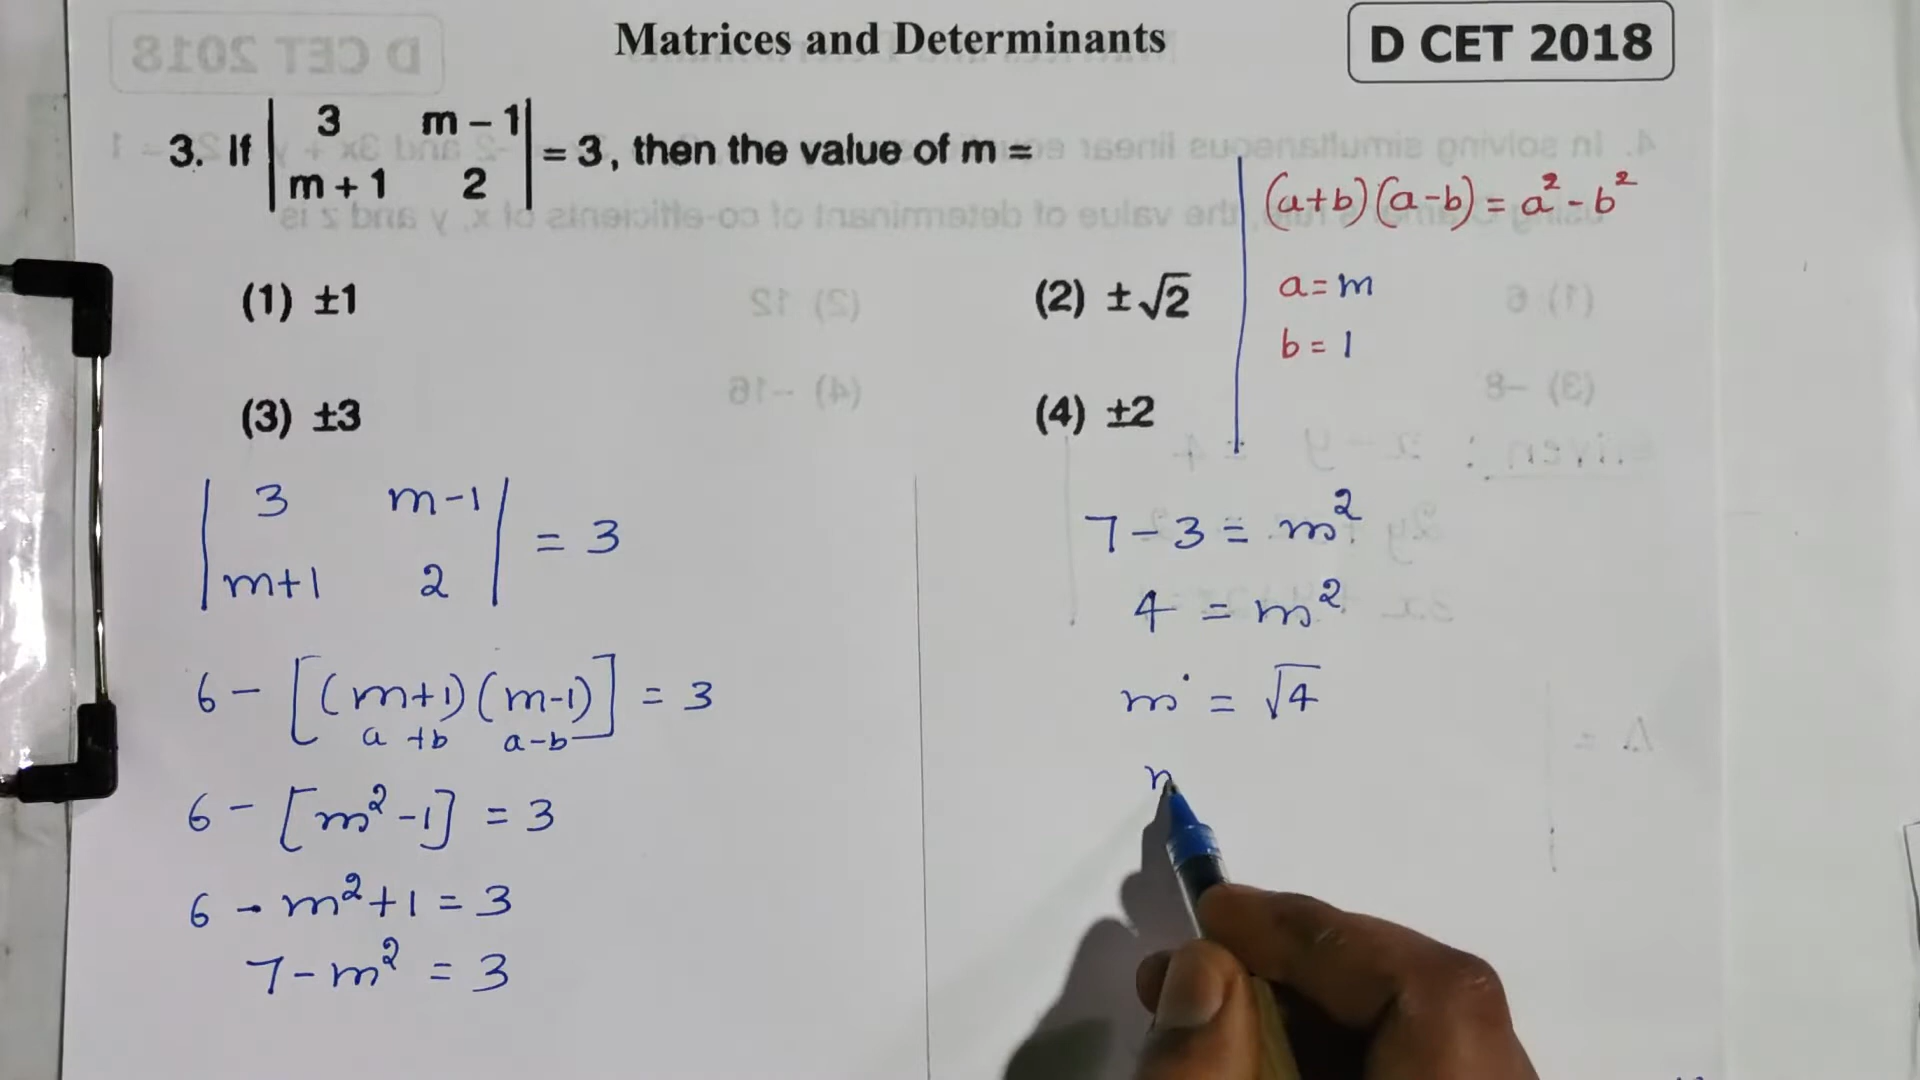 Matrices and Determinants
D CET 2018
3. If | 3 m – 1 |
| m + 1 2 | = 3, then the value of m =
(1) ±1
(2) ±√2
(3) ±3
(4) ±2
(a+b)(a-b) = a² - b²
a = m
b = 1
| 3 m-1 |
| m+1 2 | = 3
6 - [(m+1)(m-1)] = 3
a +b a-b
6 - [m² -1] = 3
6 - m² + 1 = 3
7 - m² = 3
7 - 3 = m²
4 = m²
m = √4